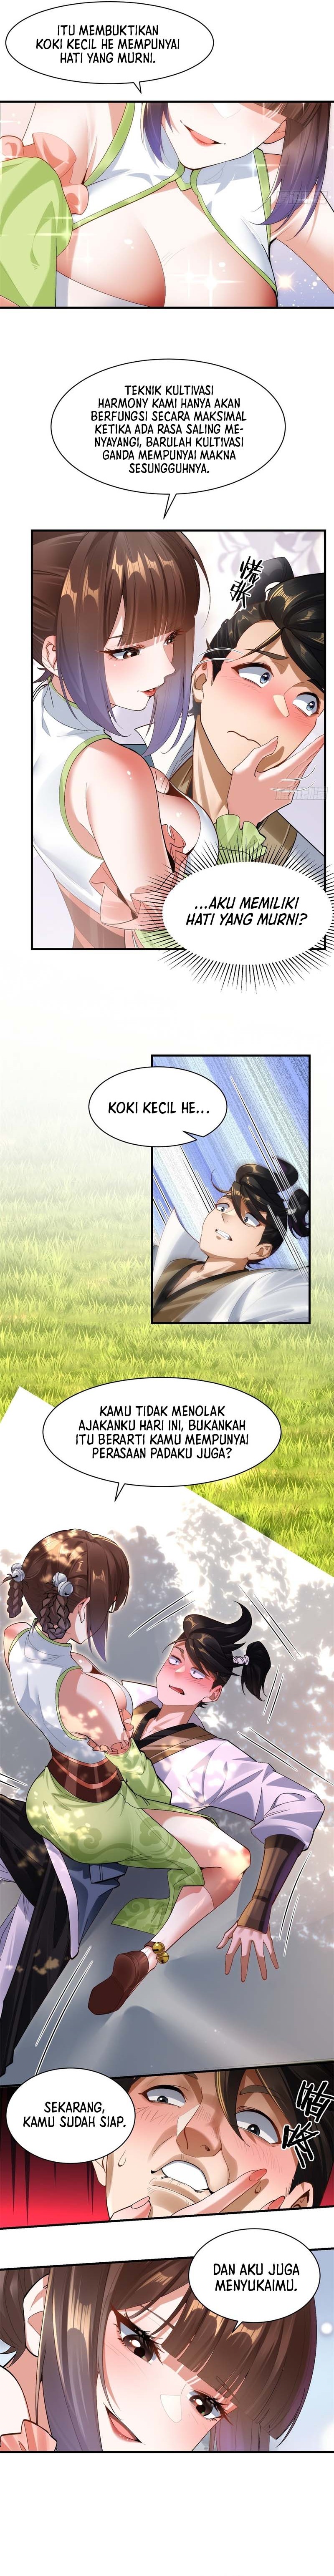 ITU MEMBUKTIKAN
KOKI KECIL HE MEMPUNYAI
HATI YANG MURNI.
TEKNIK KULTIVASI
HARMONY KAMI HANYA AKAN
BERFUNGSI SECARA MAKSIMAL
KETIKA ADA RASA SALING ME-
NYAYANGI, BARULAH KULTIVASI
GANDA MEMPUNYAI MAKNA
SESUNGGUHNYA.
...AKU MEMILIKI
HATI YANG MURNI?
KOKI KECIL HE...
KAMU TIDAK MENOLAK
AJAKANKU HARI INI, BUKANKAH
ITU BERARTI KAMU MEMPUNYAI
PERASAAN PADAKU JUGA?
SEKARANG,
KAMU SUDAH SIAP.
DAN AKU JUGA
MENYUKAIMU.